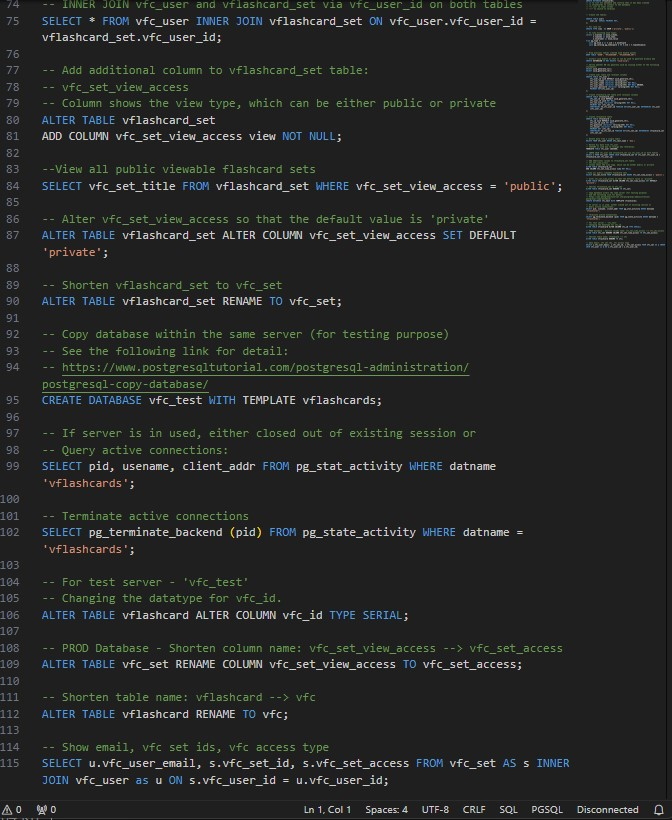 74 -- INNER JOIN vfc_user and vflashcard_set via vfc_user_id on both tables
75 SELECT * FROM vfc_user INNER JOIN vflashcard_set ON vfc_user.vfc_user_id =
vflashcard_set.vfc_user_id;
76
77 -- Add additional column to vflashcard_set table:
78 -- vfc_set_view_access
79 -- Column shows the view type, which can be either public or private
80 ALTER TABLE vflashcard_set
81 ADD COLUMN vfc_set_view_access view NOT NULL;
82
83 --View all public viewable flashcard sets
84 SELECT vfc_set_title FROM vflashcard_set WHERE vfc_set_view_access = 'public';
85
86 -- Alter vfc_set_view_access so that the default value is 'private'
87 ALTER TABLE vflashcard_set ALTER COLUMN vfc_set_view_access SET DEFAULT
'private';
88
89 -- Shorten vflashcard_set to vfc_set
90 ALTER TABLE vflashcard_set RENAME TO vfc_set;
91
92 -- Copy database within the same server (for testing purpose)
93 -- See the following link for detail:
94 -- https://www.postgresqltutorial.com/postgresql-administration/
postgresql-copy-database/
95 CREATE DATABASE vfc_test WITH TEMPLATE vflashcards;
96
97 -- If server is in used, either closed out of existing session or
98 -- Query active connections:
99 SELECT pid, usename, client_addr FROM pg_stat_activity WHERE datname
'vflashcards';
100
101 -- Terminate active connections
102 SELECT pg_terminate_backend (pid) FROM pg_state_activity WHERE datname =
'vflashcards';
103
104 -- For test server - 'vfc_test'
105 -- Changing the datatype for vfc_id.
106 ALTER TABLE vflashcard ALTER COLUMN vfc_id TYPE SERIAL;
107
108 -- PROD Database - Shorten column name: vfc_set_view_access --> vfc_set_access
109 ALTER TABLE vfc_set RENAME COLUMN vfc_set_view_access TO vfc_set_access;
110
111 -- Shorten table name: vflashcard --> vfc
112 ALTER TABLE vflashcard RENAME TO vfc;
113
114 -- Show email, vfc set ids, vfc access type
115 SELECT u.vfc_user_email, s.vfc_set_id, s.vfc_set_access FROM vfc_set AS s INNER
JOIN vfc_user as u ON s.vfc_user_id = u.vfc_user_id;
0 0 Ln 1, Col 1 Spaces: 4 UTF-8 CRLF SQL PGSQL Disconnected